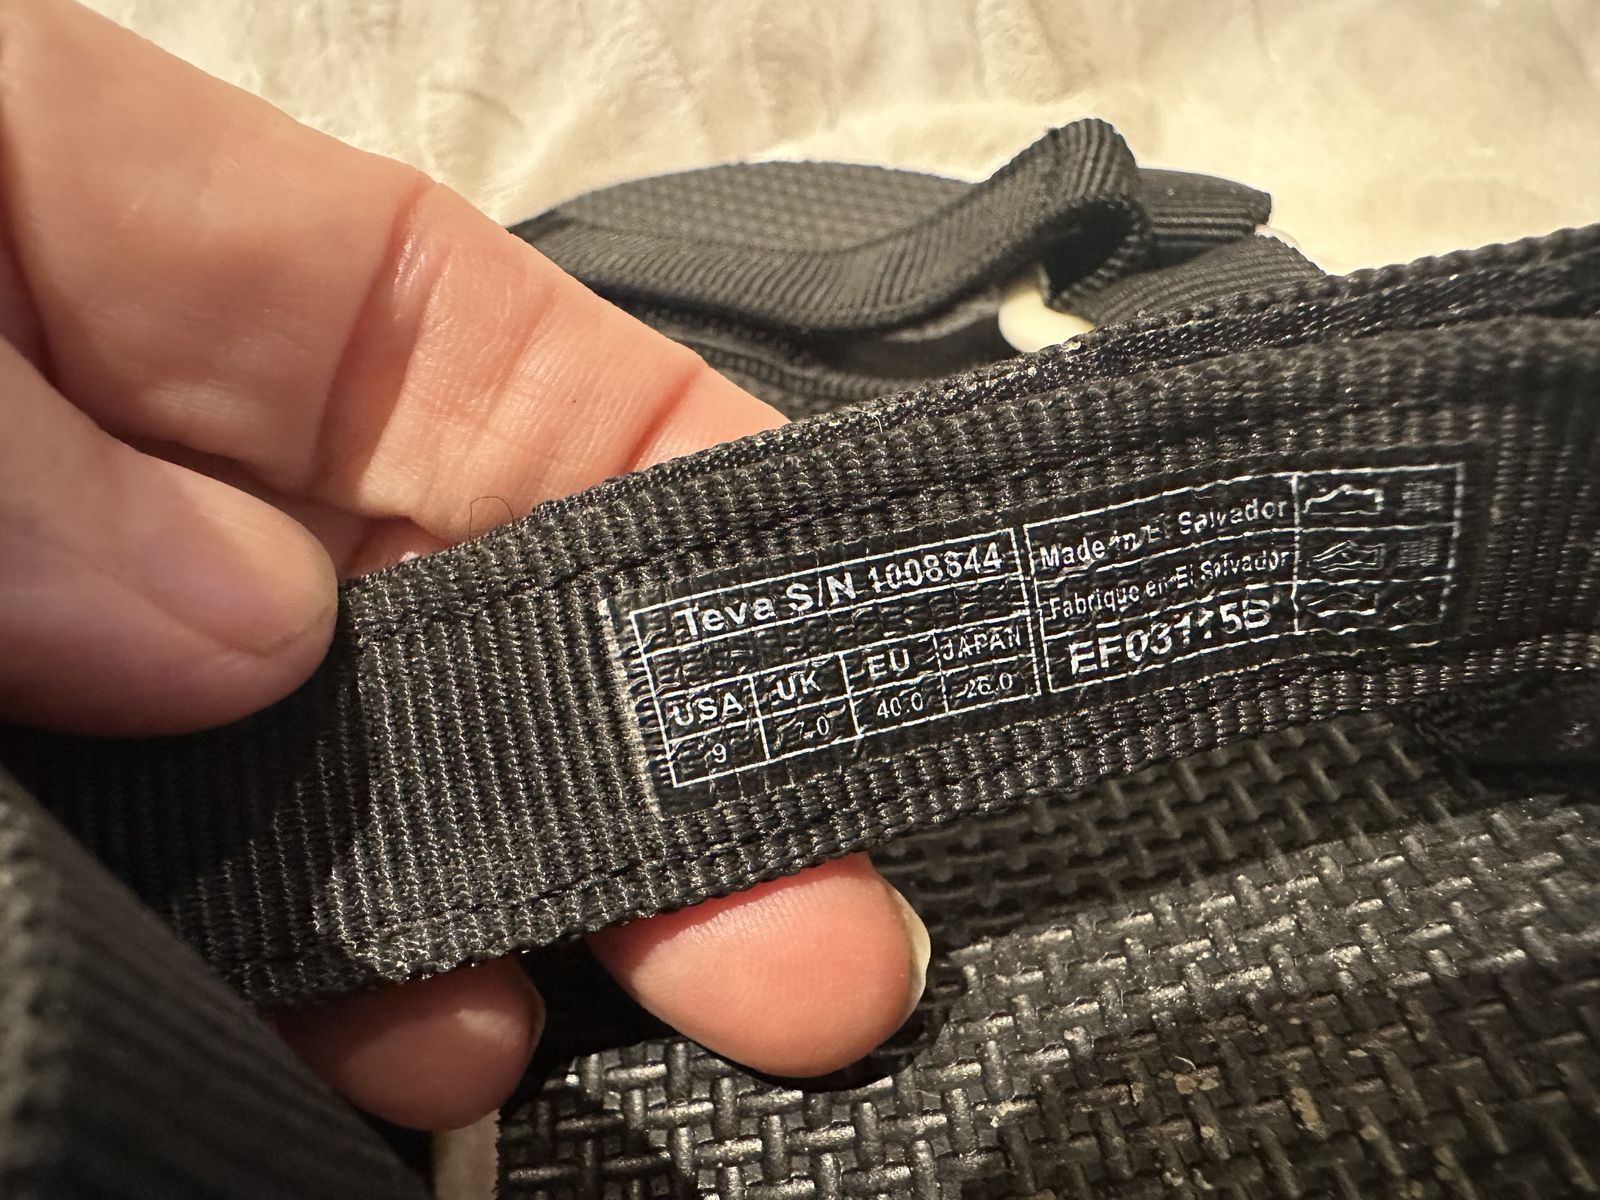 Teva S/N 1008844
USA UK EU JAPAN
9 7.0 40.0 26.0
Made in El Salvador
Fabriqué en El Salvador
EF03115B